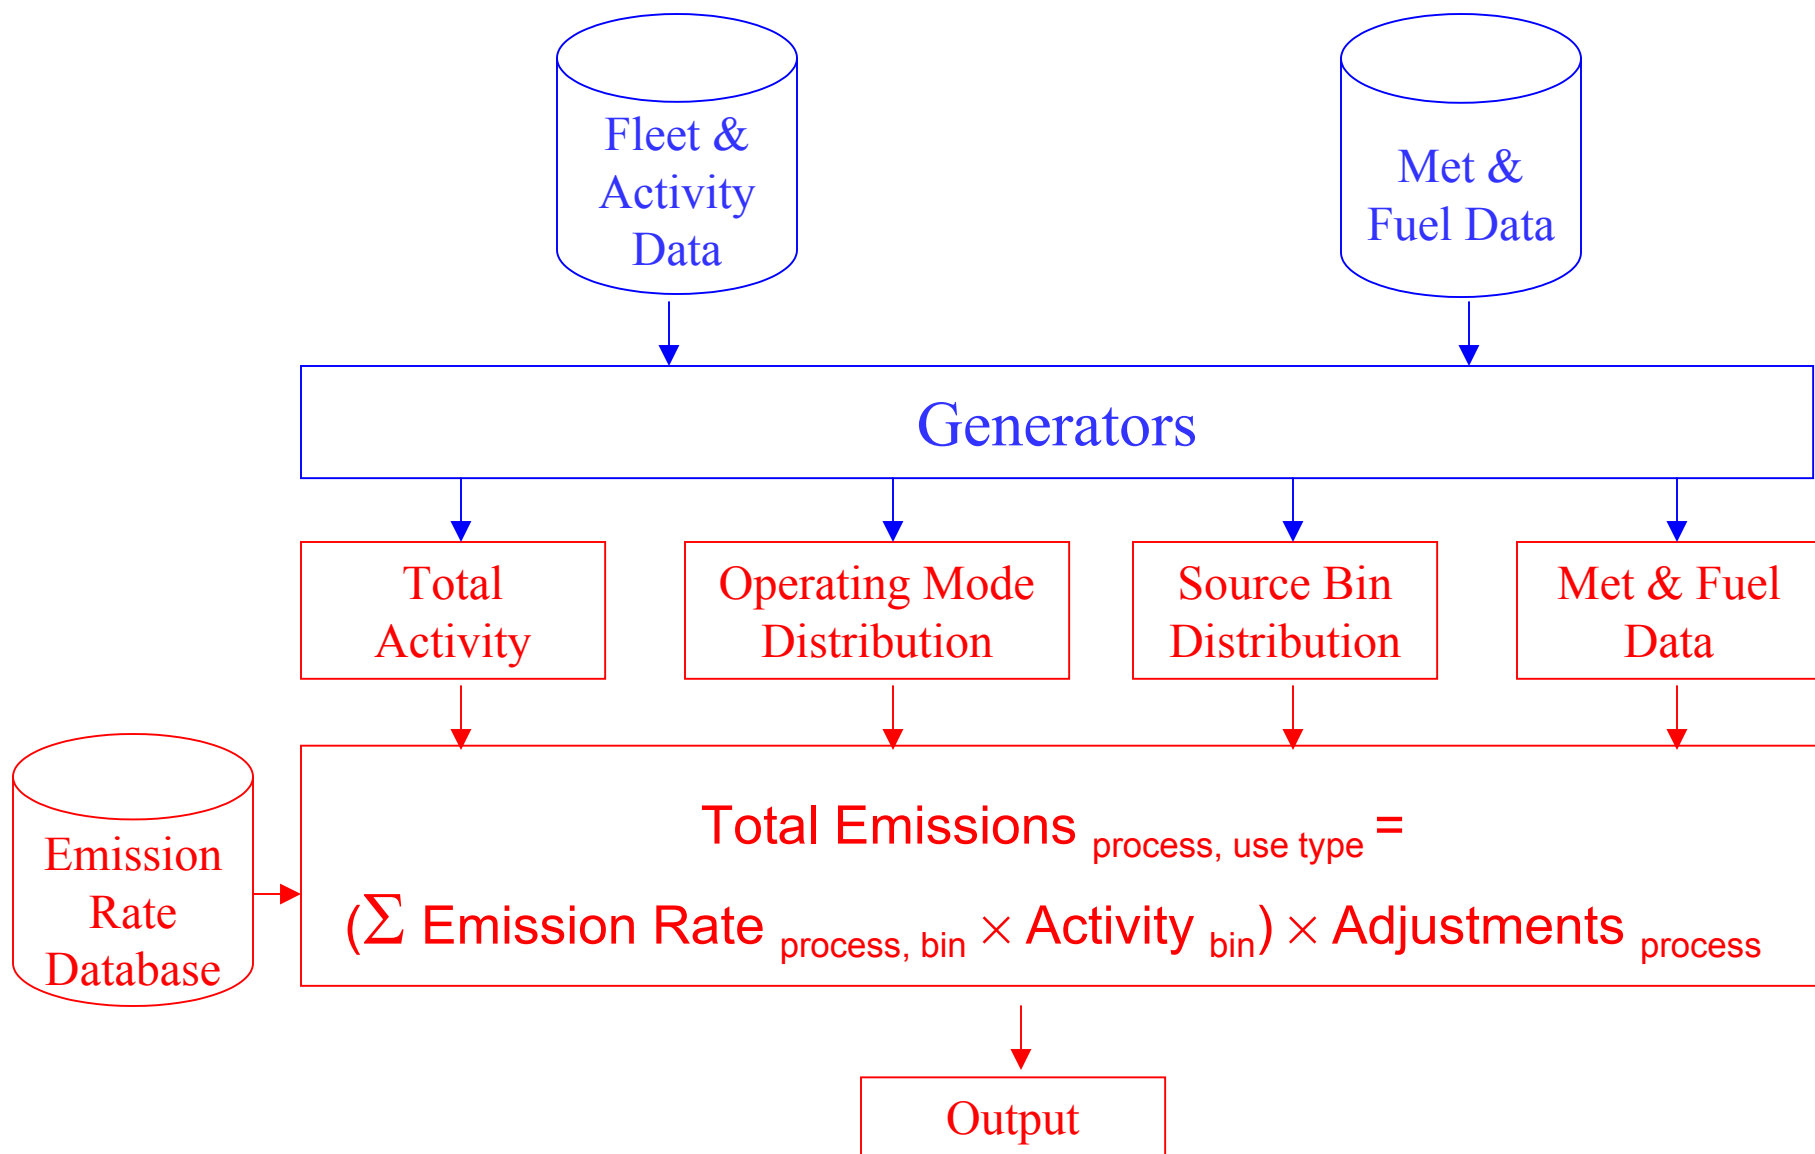 Fleet &
Activity
Data
Met &
Fuel Data
Generators
Total
Activity
Operating Mode
Distribution
Source Bin
Distribution
Met & Fuel
Data
Emission
Rate
Database
Total Emissions process, use type =
(Σ Emission Rate process, bin × Activity bin) × Adjustments process
Output